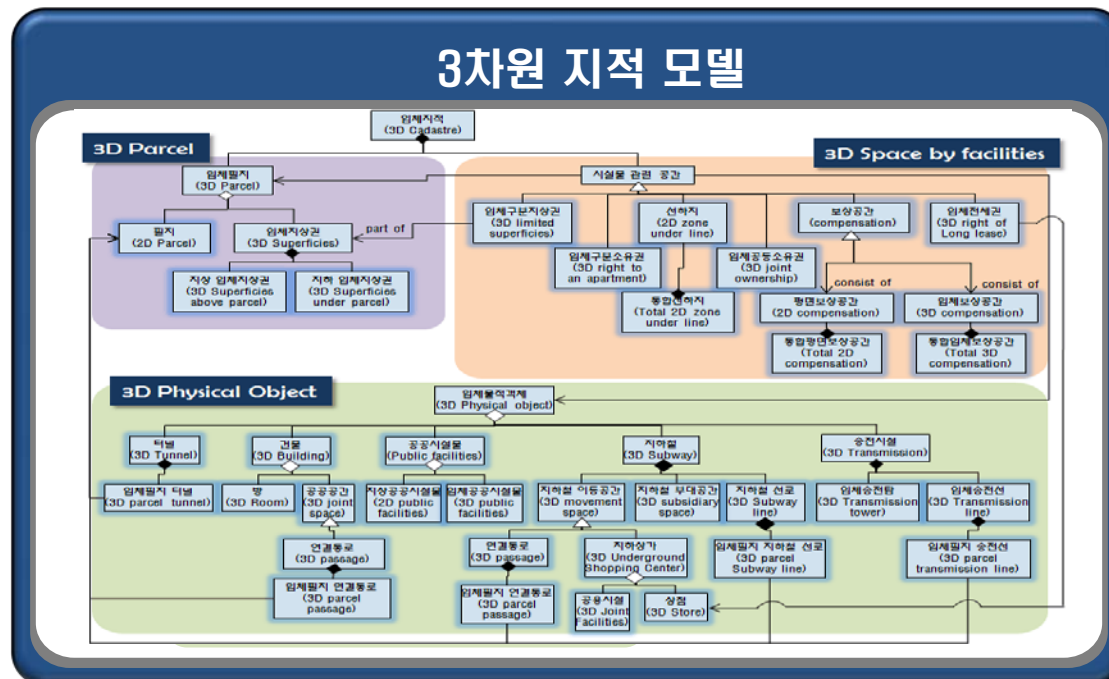 3차원 지적 모델
입체지적
(3D Cadastre)
3D Parcel
3D Space by facilities
입체필지
(3D Parcel)
시설물 관련 공간
필지
(2D Parcel)
입체지상권
(3D Superficies)
part of
입체구분지상권
(3D limited
superficies)
선하지
(2D zone
under line)
보상공간
(compensation)
입체전세권
(3D right of
Long lease)
입체구분소유권
(3D right to
an apartment)
입체공동소유권
(3D joint
ownership)
지상 입체지상권
(3D Superficies
above parcel)
지하 입체지상권
(3D Superficies
under parcel)
consist of
consist of
통합선하지
(Total 2D zone
under line)
평면보상공간
(2D compensation)
입체보상공간
(3D compensation)
통합평면보상공간
(Total 2D
compensation)
통합입체보상공간
(Total 3D
compensation)
3D Physical Object
입체물적객체
(3D Physical object)
터널
(3D Tunnel)
건물
(3D Building)
공공시설물
(Public facilities)
지하철
(3D Subway)
송전시설
(3D Transmission)
입체필지 터널
(3D parcel tunnel)
방
(3D Room)
공공공간
(3D joint
space)
지상공공시설물
(2D public
facilities)
입체공공시설물
(3D public
facilities)
지하철 이동공간
(3D movement
space)
지하철 부대공간
(3D subsidiary
space)
지하철 선로
(3D Subway
line)
입체송전탑
(3D Transmission
tower)
입체송전선
(3D Transmission
line)
연결통로
(3D passage)
연결통로
(3D passage)
지하상가
(3D Underground
Shopping Center)
입체필지 지하철 선로
(3D parcel
Subway line)
입체필지 송전선
(3D parcel
transmission line)
입체필지 연결통로
(3D parcel
passage)
입체필지 연결통로
(3D parcel
passage)
공용시설
(3D Joint
Facilities)
상점
(3D Store)